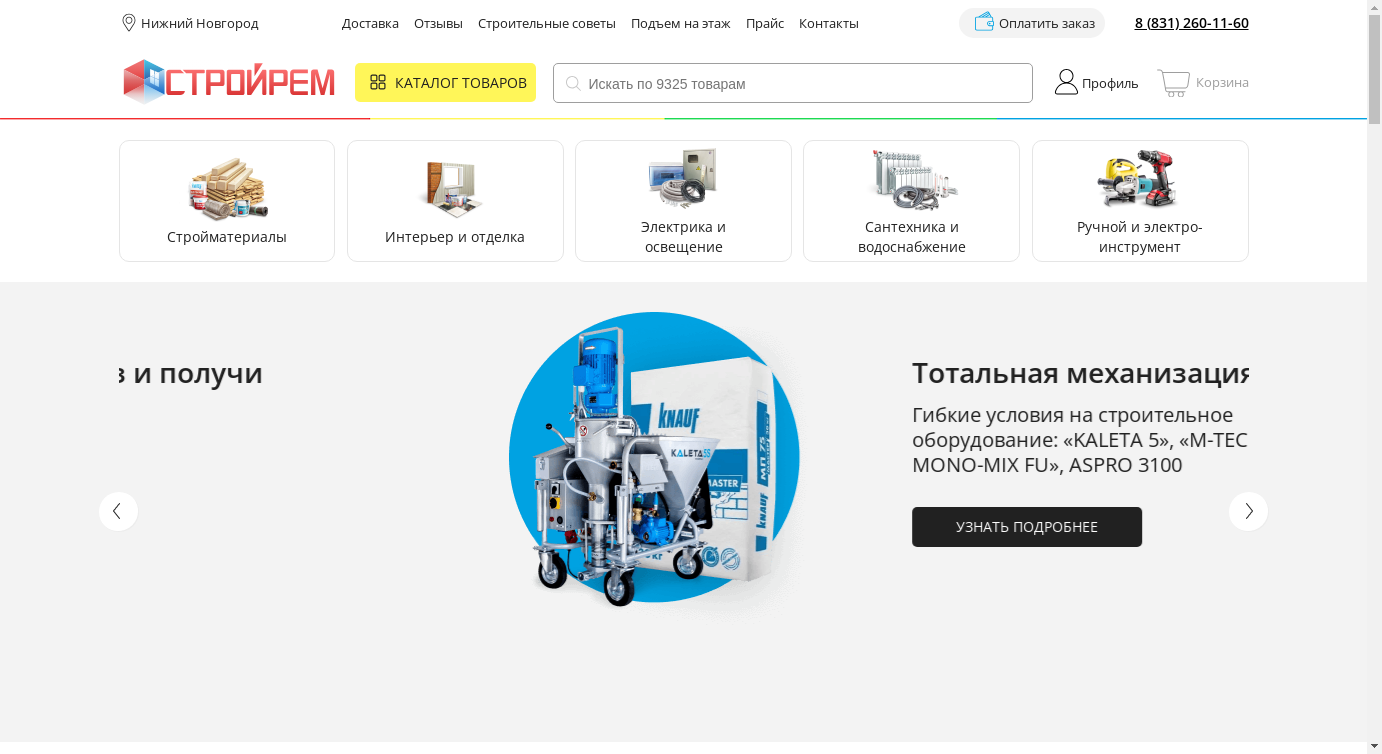 Нижний Новгород
Доставка Отзывы Строительные советы Подъем на этаж Прайс Контакты
Оплатить заказ
8 (831) 260-11-60
СТРОЙРЕМ
КАТАЛОГ ТОВАРОВ
Искать по 9325 товарам
Профиль
Корзина
Стройматериалы
Интерьер и отделка
Электрика и
освещение
Сантехника и
водоснабжение
Ручной и электро-
инструмент
в и получи
KNAUF
KALETA 5S
MASTER
МП 75
KNAUF
Тотальная механизация
Гибкие условия на строительное
оборудование: «KALETA 5», «M-TEC
MONO-MIX FU», ASPRO 3100
УЗНАТЬ ПОДРОБНЕЕ